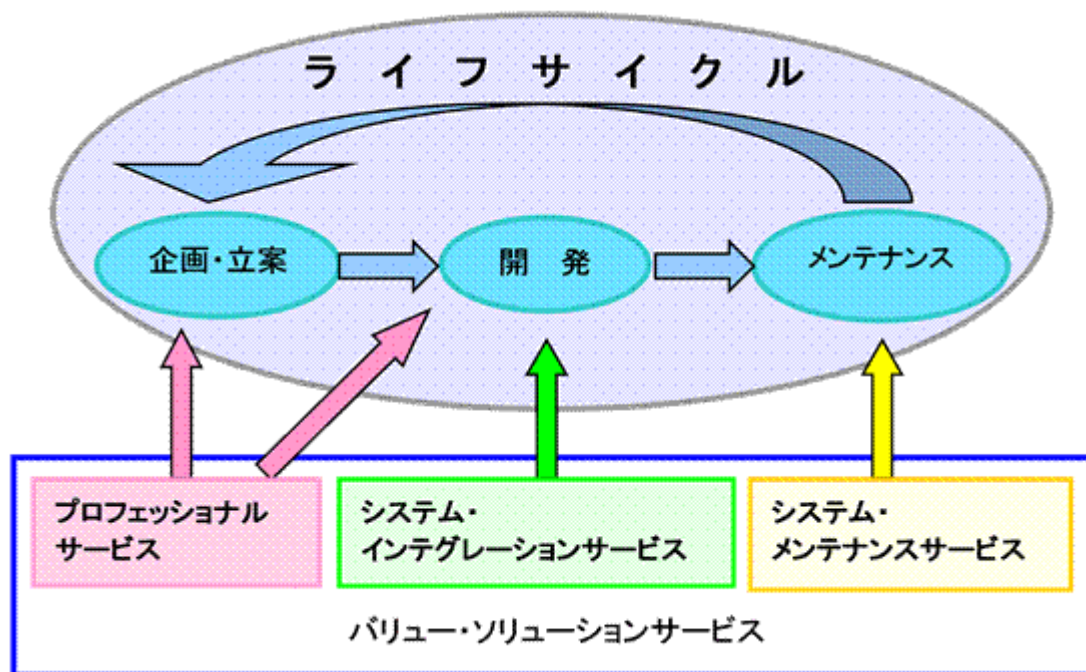 ライフサイクル
企画・立案
開　発
メンテナンス
プロフェッショナル
サービス
システム・
インテグレーションサービス
システム・
メンテナンスサービス
バリュー・ソリューションサービス